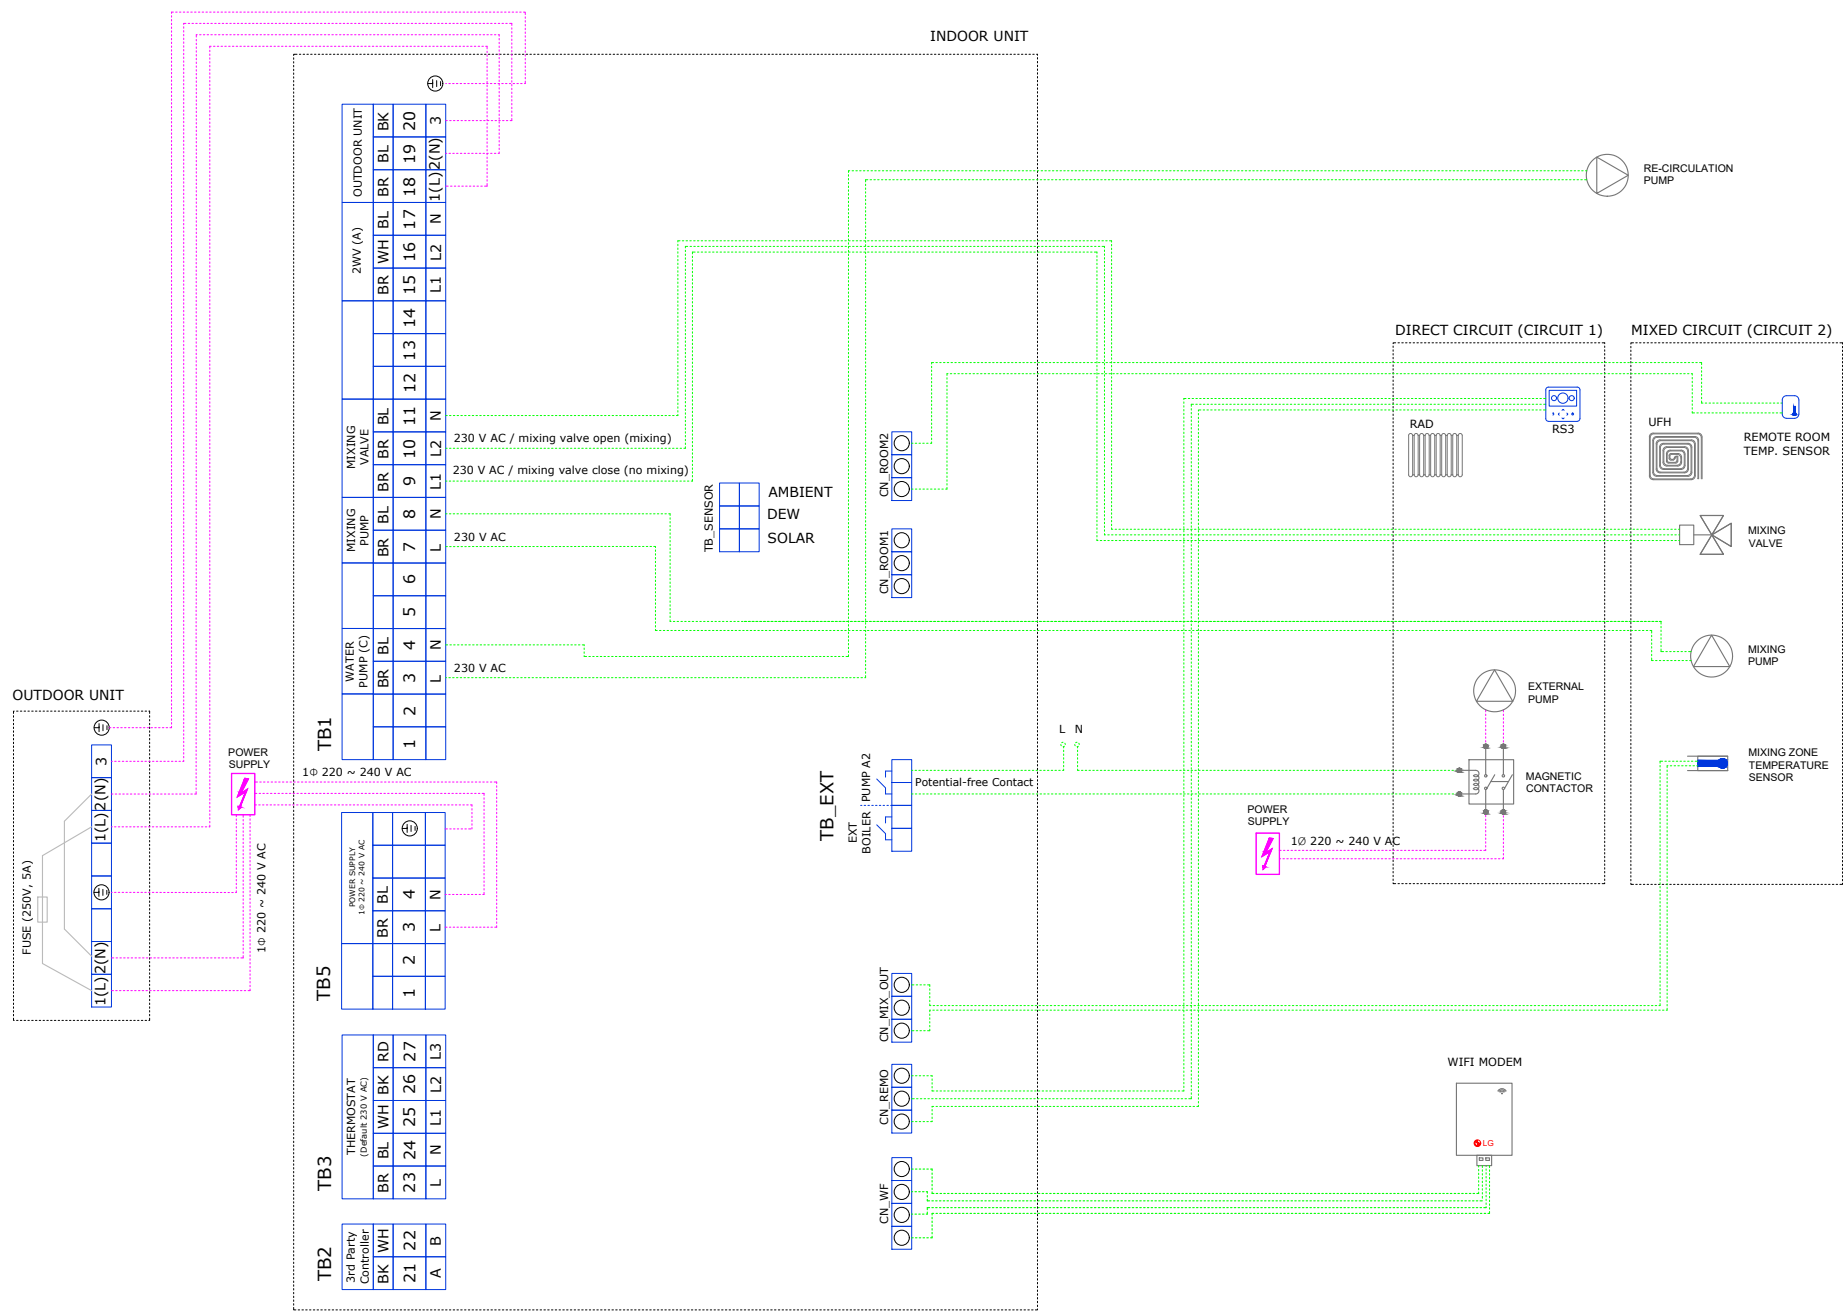 INDOOR UNIT
OUTDOOR UNIT
BK 20 3
BL 19 2(N)
BR 18 1(L)
2WV (A)
BL 17 N
WH 16 L2
BR 15 L1
14
13
12
MIXING
VALVE
BL 11 N
BR 10 L2
BR 9 L1
230 V AC / mixing valve open (mixing)
230 V AC / mixing valve close (no mixing)
MIXING
PUMP
BL 8 N
BR 7 L
230 V AC
6
5
WATER
PUMP (C)
BL 4 N
BR 3 L
230 V AC
2
1
TB1
TB_SENSOR
AMBIENT
DEW
SOLAR
CN_ROOM2
CN_ROOM1
RE-CIRCULATION
PUMP
DIRECT CIRCUIT (CIRCUIT 1)
RS3
RAD
EXTERNAL
PUMP
MAGNETIC
CONTACTOR
MIXED CIRCUIT (CIRCUIT 2)
UFH
REMOTE ROOM
TEMP. SENSOR
MIXING
VALVE
MIXING
PUMP
MIXING ZONE
TEMPERATURE
SENSOR
L N
TB_EXT
PUMP A2
EXT
BOILER
Potential-free Contact
POWER
SUPPLY
1Ø 220 ~ 240 V AC
OUTDOOR UNIT
3
2(N)
1(L)
2(N)
1(L)
FUSE (250V, 5A)
POWER
SUPPLY
1Φ 220 ~ 240 V AC
1Φ 220 ~ 240 V AC
POWER SUPPLY
1Φ 220 ~ 240 V AC
BL 4 N
BR 3 L
2
1
TB5
THERMOSTAT
(Default 230 V AC)
RD 27 L3
BK 26 L2
WH 25 L1
BL 24 N
BR 23 L
TB3
3rd Party
Controller
WH 22 B
BK 21 A
TB2
CN_MIX_OUT
CN_REMO
CN_WF
WIFI MODEM
LG